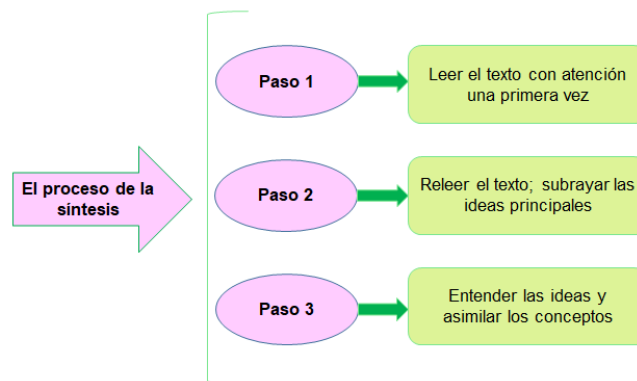 El proceso de la
síntesis
Paso 1
Leer el texto con atención
una primera vez
Paso 2
Releer el texto; subrayar las
ideas principales
Paso 3
Entender las ideas y
asimilar los conceptos